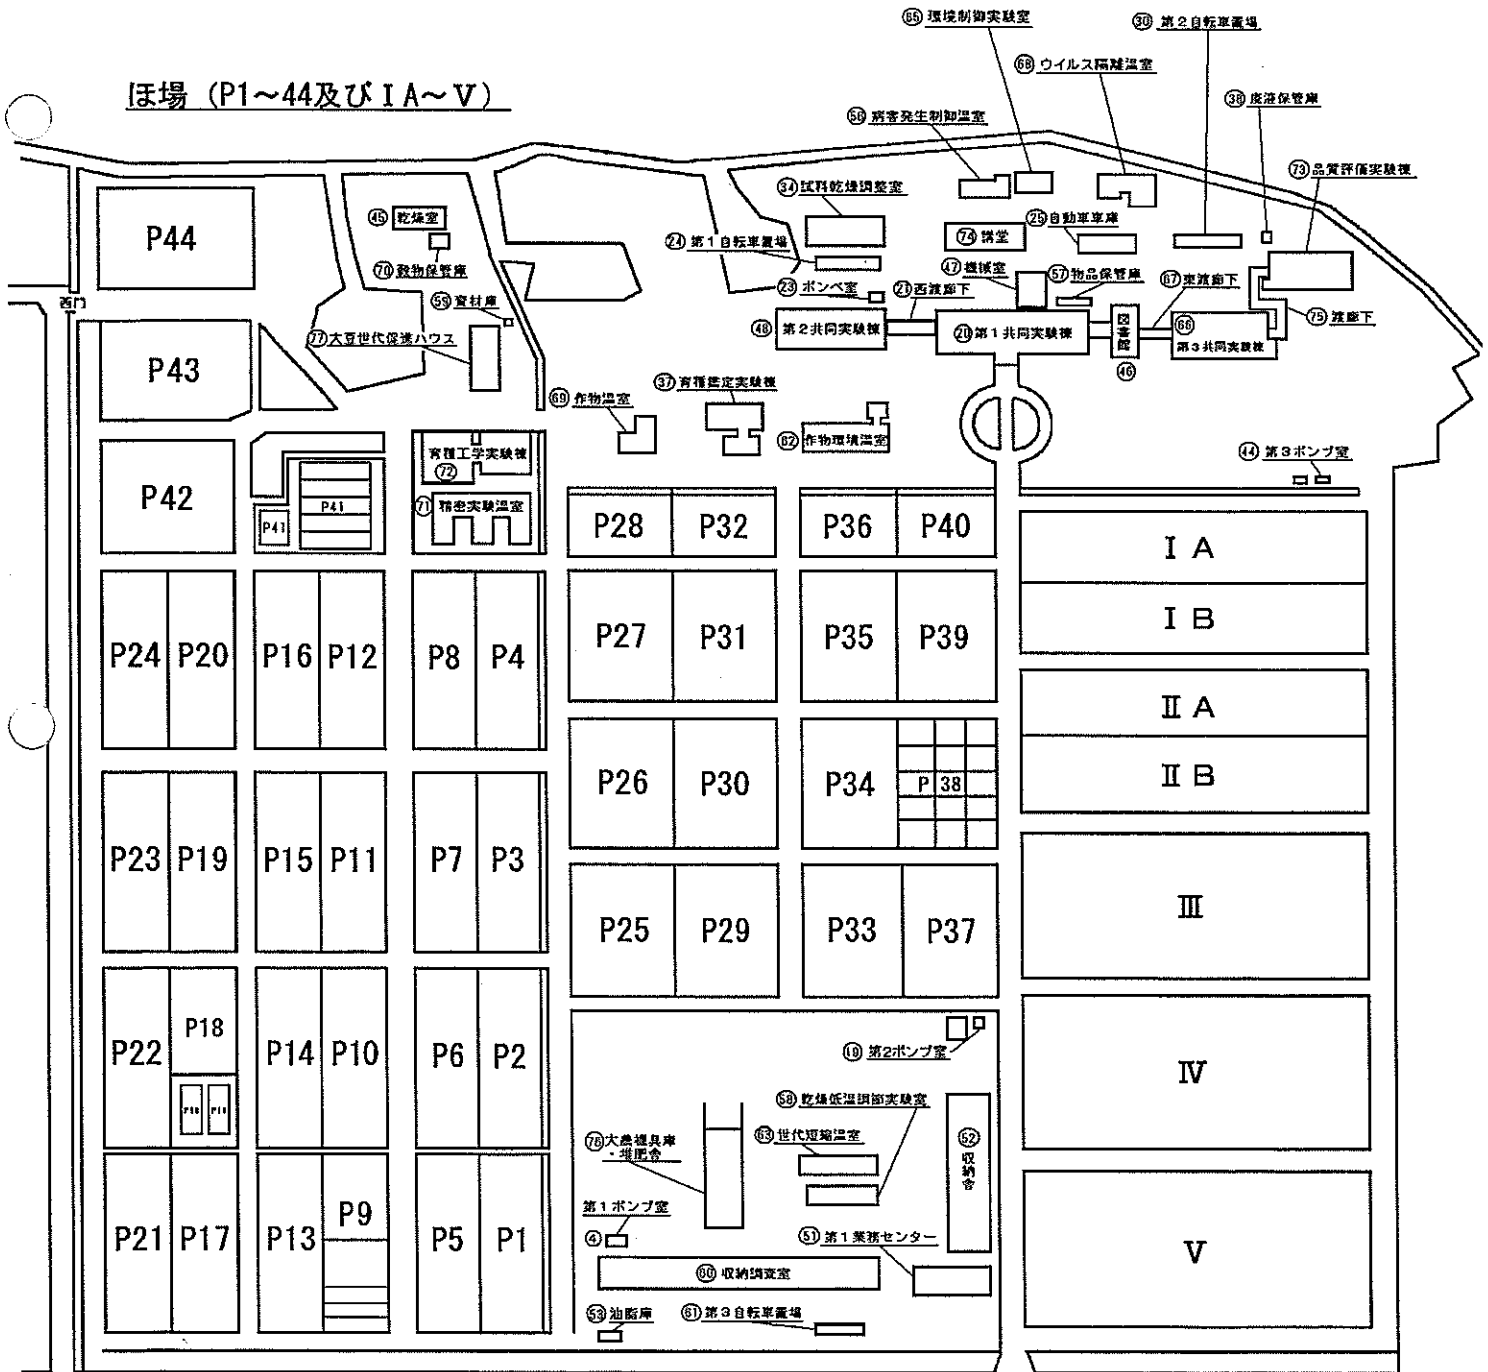 ほ場（P1～44及びⅠA～Ⅴ）
65 環境制御実験室
30 第2自転車置場
68 ウイルス隔離温室
38 廃液保管庫
56 病害発生制御温室
73 品質評価実験棟
34 試料乾燥調整室
45 乾燥室
25 自動車車庫
74 講堂
24 第1自転車置場
70 穀物保管庫
47 機械室
57 物品保管庫
67 東渡廊下
23 ボンベ室
21 西渡廊下
59 資材庫
西門
75 渡廊下
48 第2共同実験棟
20 第1共同実験棟
図書館
46
66
第3共同実験棟
77 大豆世代促進ハウス
P44
P43
69 作物温室
37 育種鑑定実験棟
62 作物環境温室
44 第3ポンプ室
育種工学実験棟
72
71 精密実験温室
P42
P41
P41
P28
P32
P36
P40
ⅠA
ⅠB
P24
P20
P16
P12
P8
P4
P27
P31
P35
P39
ⅡA
ⅡB
P26
P30
P34
P 38
P23
P19
P15
P11
P7
P3
P25
P29
P33
P37
Ⅲ
P22
P18
P14
P10
P6
P2
P18
P18
Ⅳ
19 第2ポンプ室
58 乾燥低温調節実験室
63 世代短縮温室
76 大農機具庫
・堆肥舎
52
収納舎
第1ポンプ室
4
51 第1業務センター
60 収納調査室
53 油脂庫
61 第3自転車置場
P21
P17
P13
P9
P5
P1
Ⅴ